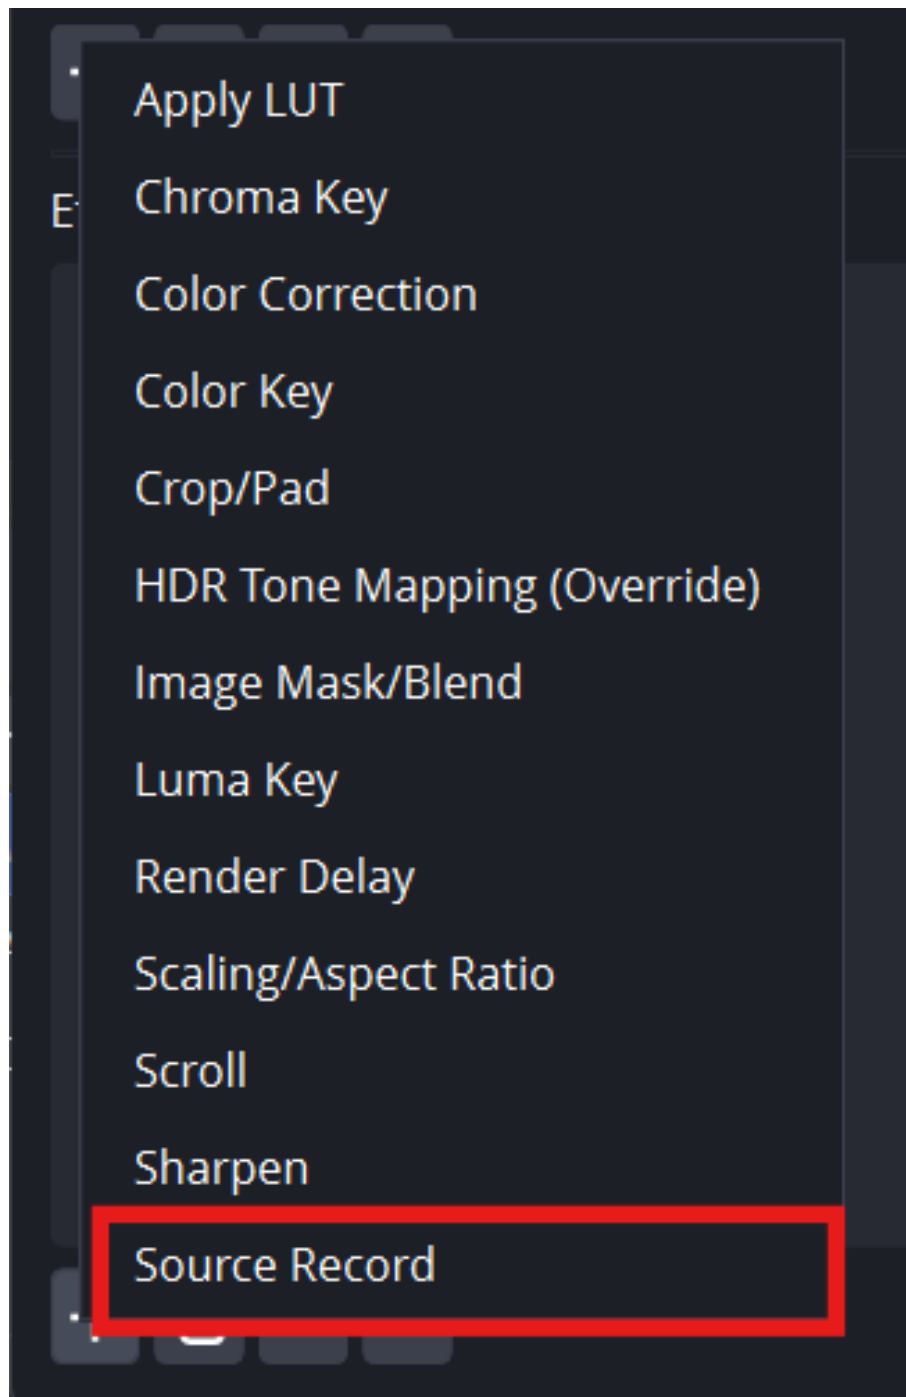 Apply LUT
Chroma Key
Color Correction
Color Key
Crop/Pad
HDR Tone Mapping (Override)
Image Mask/Blend
Luma Key
Render Delay
Scaling/Aspect Ratio
Scroll
Sharpen
Source Record